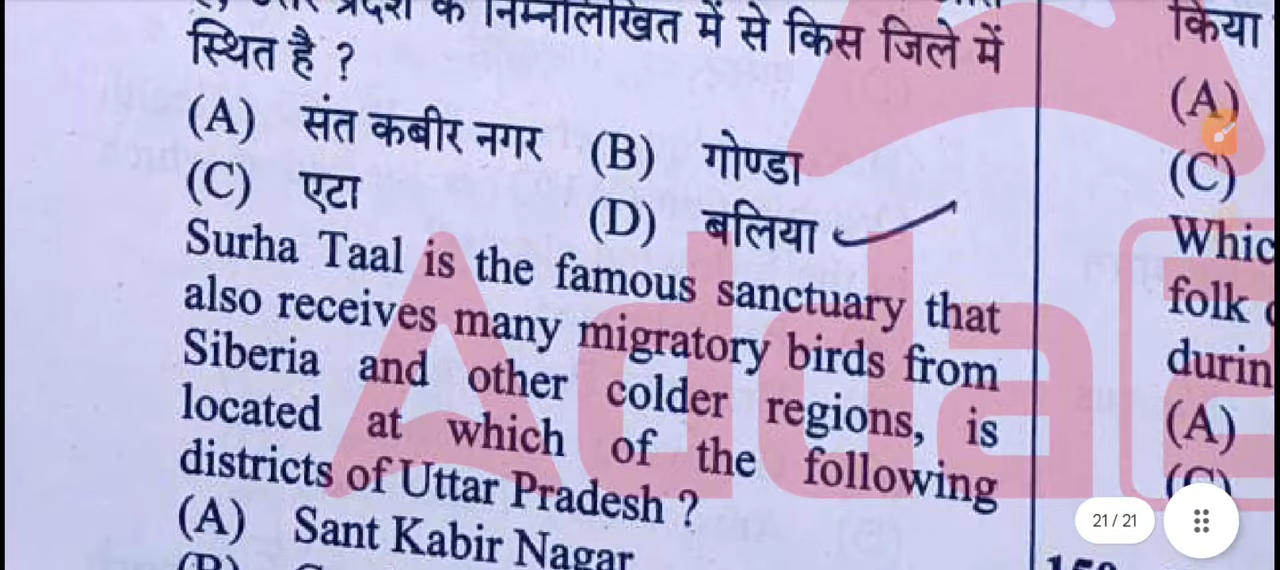 प्रदेश के निम्नलिखित में से किस जिले में
स्थित है ?
(A) संत कबीर नगर (B) गोण्डा
(C) एटा (D) बलिया
Surha Taal is the famous sanctuary that
also receives many migratory birds from
Siberia and other colder regions, is
located at which of the following
districts of Uttar Pradesh ?
(A) Sant Kabir Nagar
किया
(A)
(C)
Whic
folk
durin
(A)
21 / 21